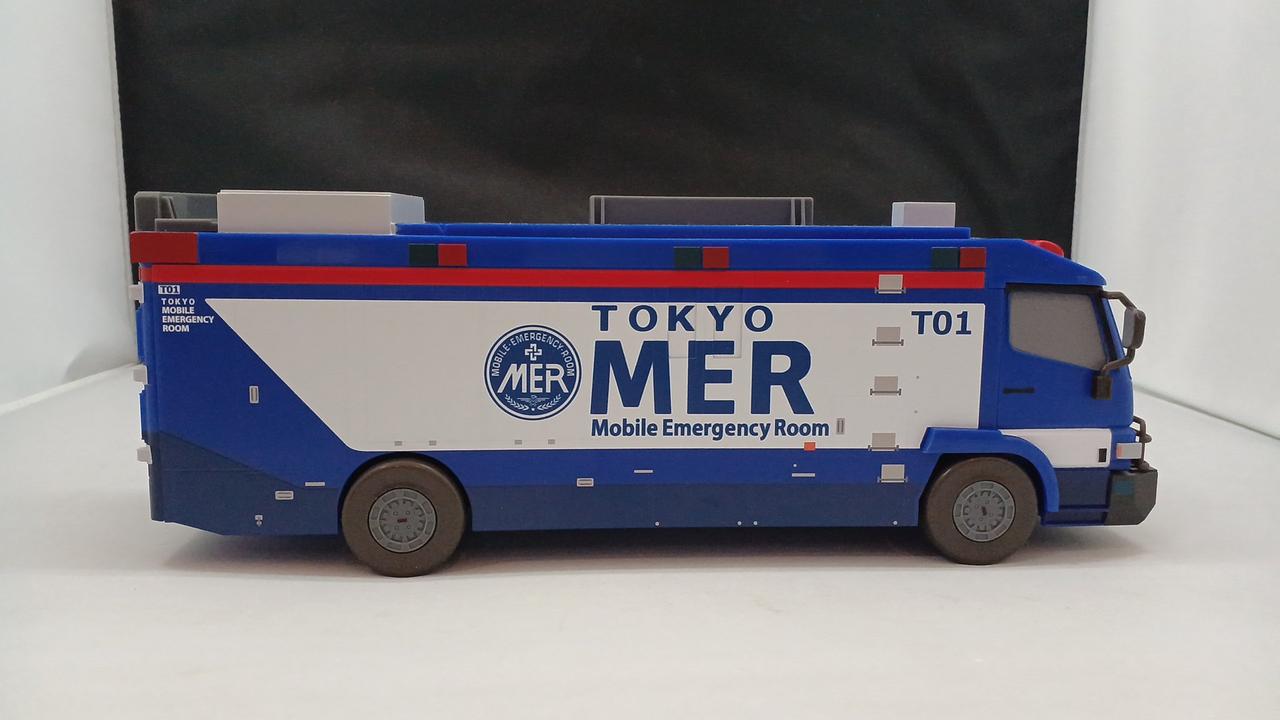 T01
TOKYO
MOBILE
EMERGENCY
ROOM
MOBILE·EMERGENCY·ROOM
MER
TOKYO
MER
Mobile Emergency Room
T01